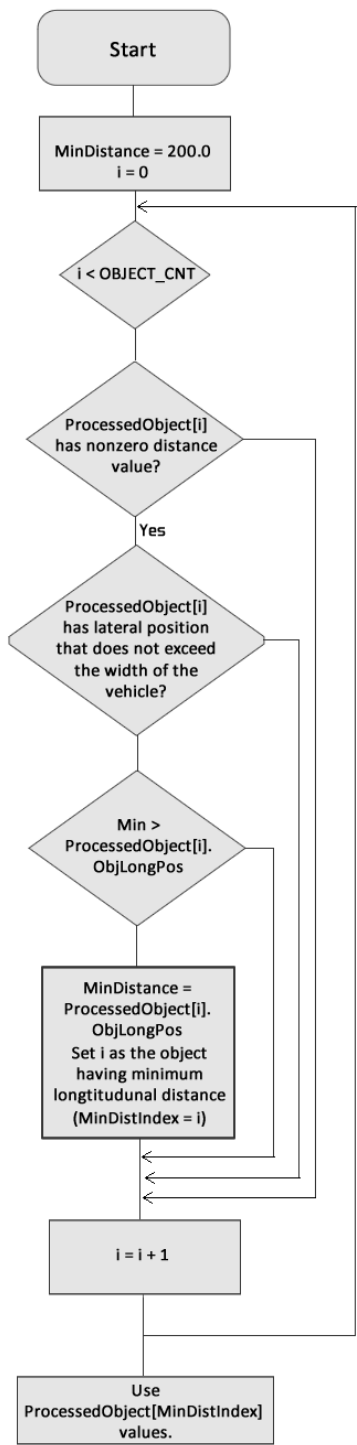 Start
MinDistance = 200.0
i = 0
i < OBJECT_CNT
ProcessedObject[i]
has nonzero distance
value?
Yes
ProcessedObject[i]
has lateral position
that does not exceed
the width of the
vehicle?
Min >
ProcessedObject[i].
ObjLongPos
MinDistance =
ProcessedObject[i].
ObjLongPos
Set i as the object
having minimum
longtitudunal distance
(MinDistIndex = i)
i = i + 1
Use
ProcessedObject[MinDistIndex]
values.